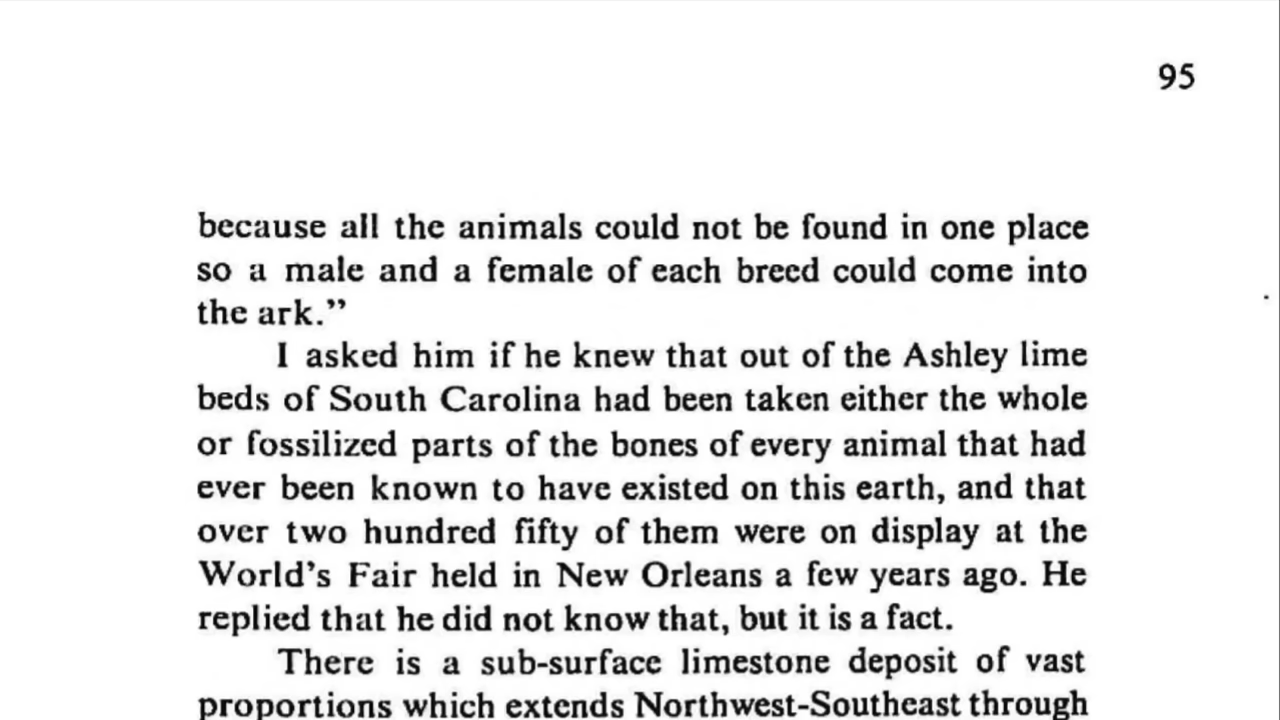 95
because all the animals could not be found in one place
so a male and a female of each breed could come into
the ark.”
I asked him if he knew that out of the Ashley lime
beds of South Carolina had been taken either the whole
or fossilized parts of the bones of every animal that had
ever been known to have existed on this earth, and that
over two hundred fifty of them were on display at the
World’s Fair held in New Orleans a few years ago. He
replied that he did not know that, but it is a fact.
There is a sub-surface limestone deposit of vast
proportions which extends Northwest-Southeast through